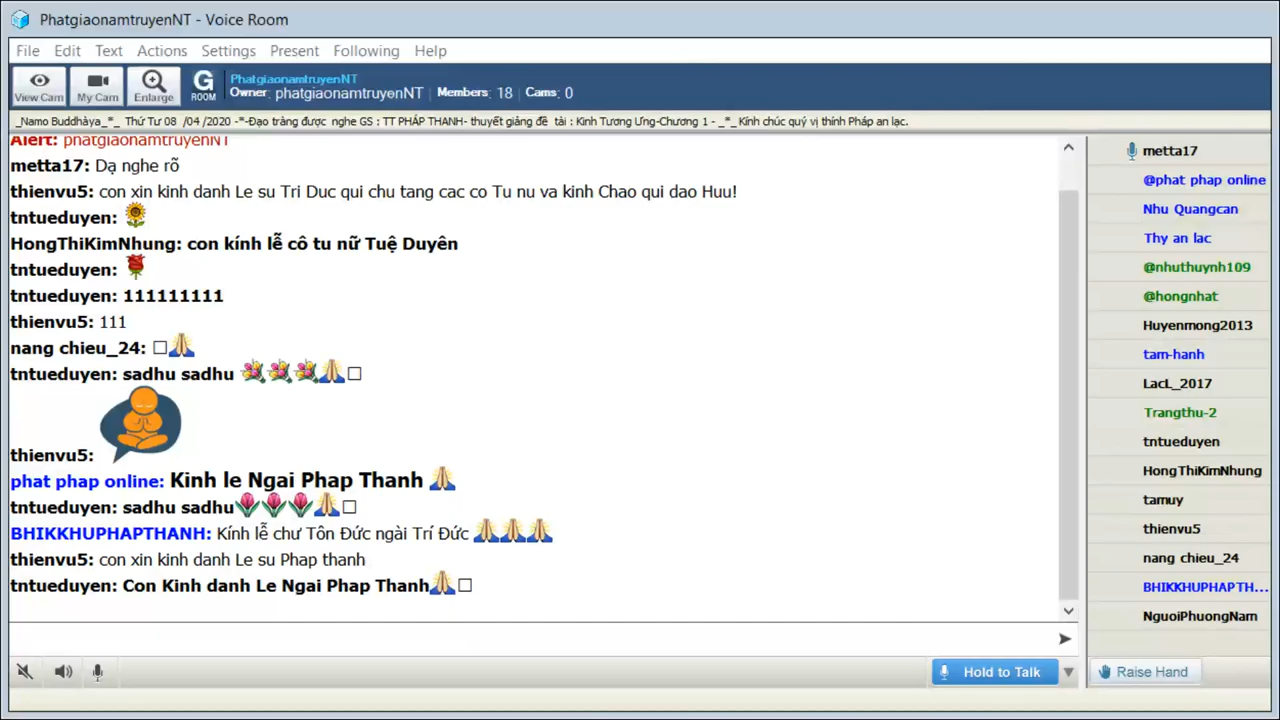 PhatgiaonamtruyenNT - Voice Room
File Edit Text Actions Settings Present Following Help
View Cam
My Cam
Enlarge
G ROOM
PhatgiaonamtruyenNT
Owner: phatgiaonamtruyenNT | Members: 18 | Cams: 0
_Namo Buddhàya_*_ Thứ Tư 08 /04 /2020 -*-Đạo tràng được nghe GS : TT PHÁP THANH- thuyết giảng đề tài : Kinh Tương Ưng-Chương 1 - _*_ Kính chúc quý vị thính Pháp an lạc.
Alert: phatgiaonamtruyenNT
metta17: Dạ nghe rõ
thienvu5: con xin kinh danh Le su Tri Duc qui chu tang cac co Tu nu va kinh Chao qui dao Huu!
tntueduyen: 🌻
HongThiKimNhung: con kính lễ cô tu nữ Tuệ Duyên
tntueduyen: 🌹
tntueduyen: 111111111
thienvu5: 111
nang chieu_24: □🙏
tntueduyen: sadhu sadhu 💐💐💐🙏□
thienvu5:
phat phap online: Kinh le Ngai Phap Thanh 🙏
tntueduyen: sadhu sadhu🌷🌷🌷🙏□
BHIKKHUPHAPTHANH: Kính lễ chư Tôn Đức ngài Trí Đức 🙏🙏🙏
thienvu5: con xin kinh danh Le su Phap thanh
tntueduyen: Con Kinh danh Le Ngai Phap Thanh🙏□
metta17
@phat phap online
Nhu Quangcan
Thy an lac
@nhuthuynh109
@hongnhat
Huyenmong2013
tam-hanh
LacL_2017
Trangthu-2
tntueduyen
HongThiKimNhung
tamuy
thienvu5
nang chieu_24
BHIKKHUPHAPTH...
NguoiPhuongNam
Hold to Talk
Raise Hand